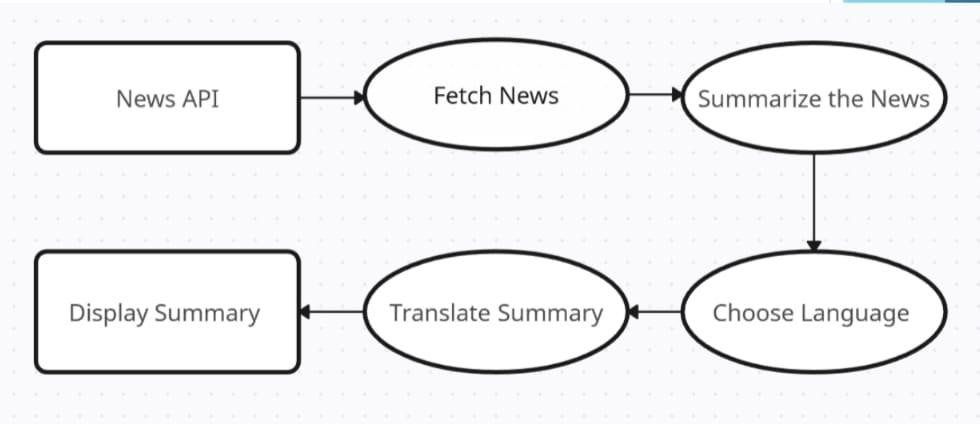 News API
Fetch News
Summarize the News
Display Summary
Translate Summary
Choose Language